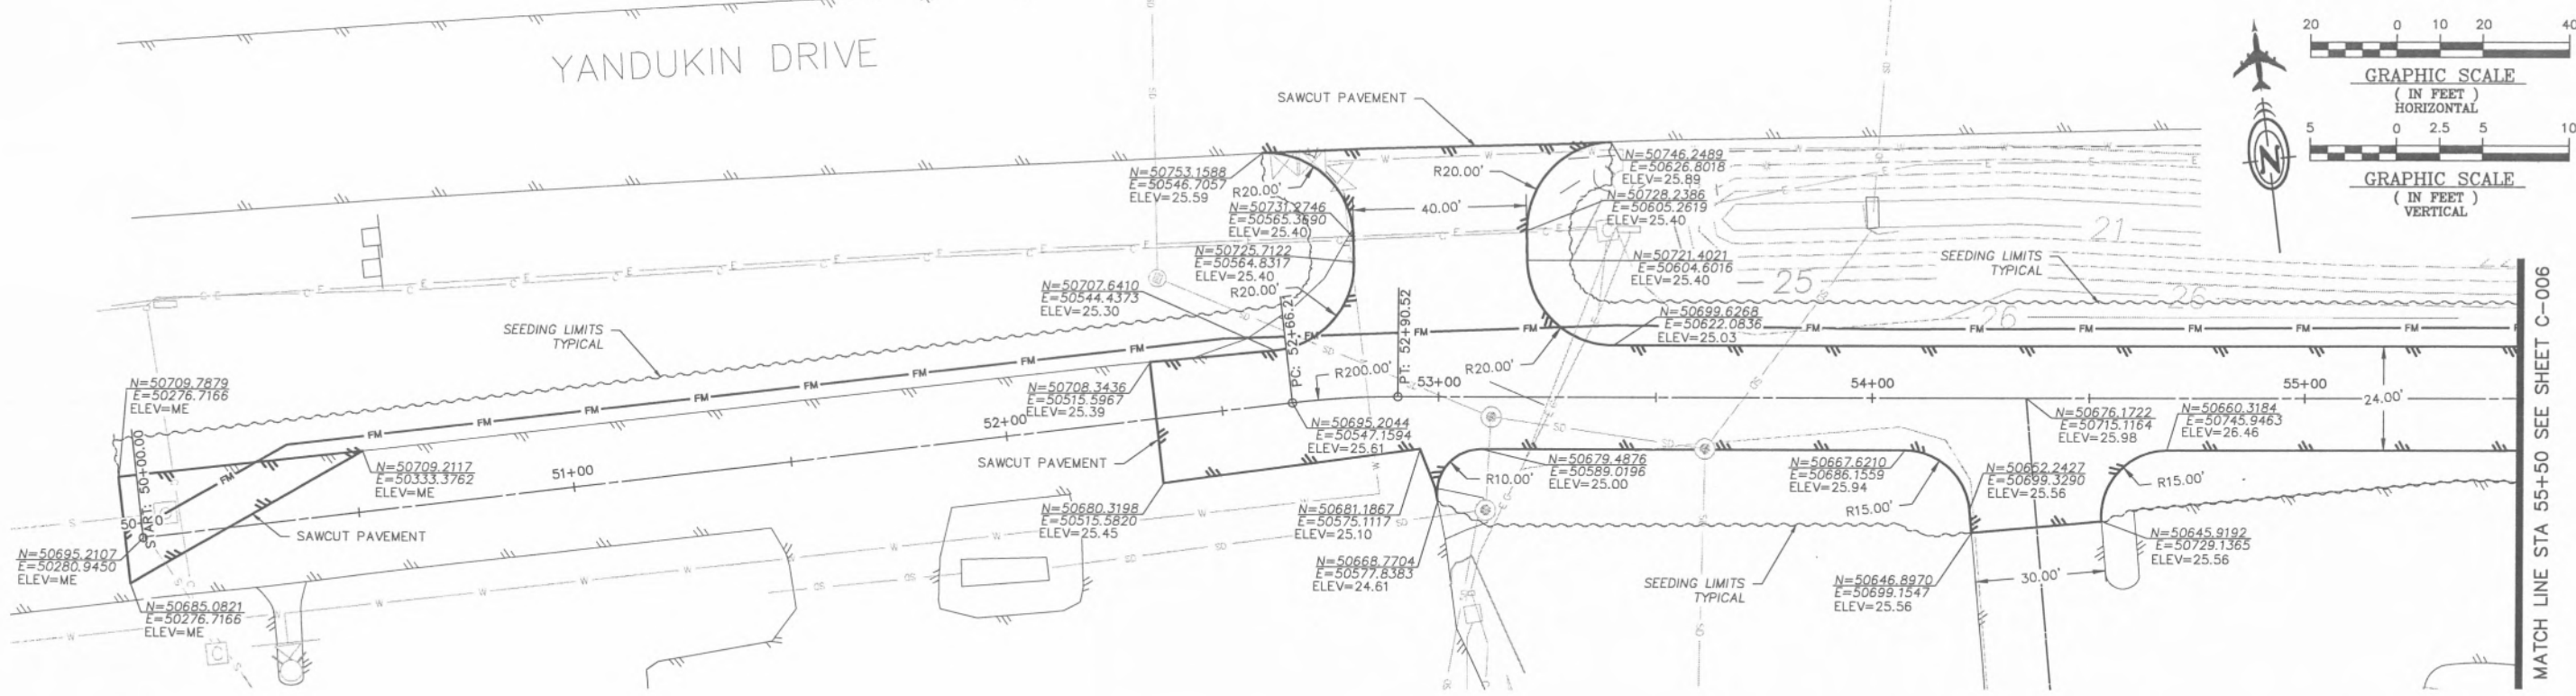 YANDUKIN DRIVE
SAWCUT PAVEMENT
20 0 10 20 40
GRAPHIC SCALE
( IN FEET )
HORIZONTAL
5 0 2.5 5 10
GRAPHIC SCALE
( IN FEET )
VERTICAL
N
N=50753.1588
E=50546.7057
ELEV=25.59
R20.00'
N=50731.2746
E=50565.3690
ELEV=25.40
N=50725.7122
E=50564.8317
ELEV=25.40
R20.00'
N=50707.6410
E=50544.4373
ELEV=25.30
R20.00'
40.00'
N=50746.2489
E=50626.8018
ELEV=25.89
N=50728.2386
E=50605.2619
ELEV=25.40
N=50721.4021
E=50604.6016
ELEV=25.40
N=50699.6268
E=50622.0836
ELEV=25.03
SEEDING LIMITS
TYPICAL
21
25
26
26
SEEDING LIMITS
TYPICAL
N=50709.7879
E=50276.7166
ELEV=ME
START: 50+00.00
N=50709.2117
E=50333.3762
ELEV=ME
SAWCUT PAVEMENT
N=50695.2107
E=50280.9450
ELEV=ME
N=50685.0821
E=50276.7166
ELEV=ME
51+00
52+00
53+00
54+00
55+00
N=50708.3436
E=50515.5967
ELEV=25.39
PC: 52+66.21
PT: 52+90.52
R200.00'
R20.00'
SAWCUT PAVEMENT
N=50695.2044
E=50547.1594
ELEV=25.61
N=50680.3198
E=50515.5820
ELEV=25.45
N=50681.1867
E=50575.1117
ELEV=25.10
N=50668.7704
E=50577.8383
ELEV=24.61
R10.00'
N=50679.4876
E=50589.0196
ELEV=25.00
N=50667.6210
E=50686.1559
ELEV=25.94
R15.00'
N=50652.2427
E=50699.3290
ELEV=25.56
N=50676.1722
E=50715.1164
ELEV=25.98
N=50660.3184
E=50745.9463
ELEV=26.46
24.00'
R15.00'
N=50645.9192
E=50729.1365
ELEV=25.56
SEEDING LIMITS
TYPICAL
N=50646.8970
E=50699.1547
ELEV=25.56
30.00'
MATCH LINE STA 55+50 SEE SHEET C-006